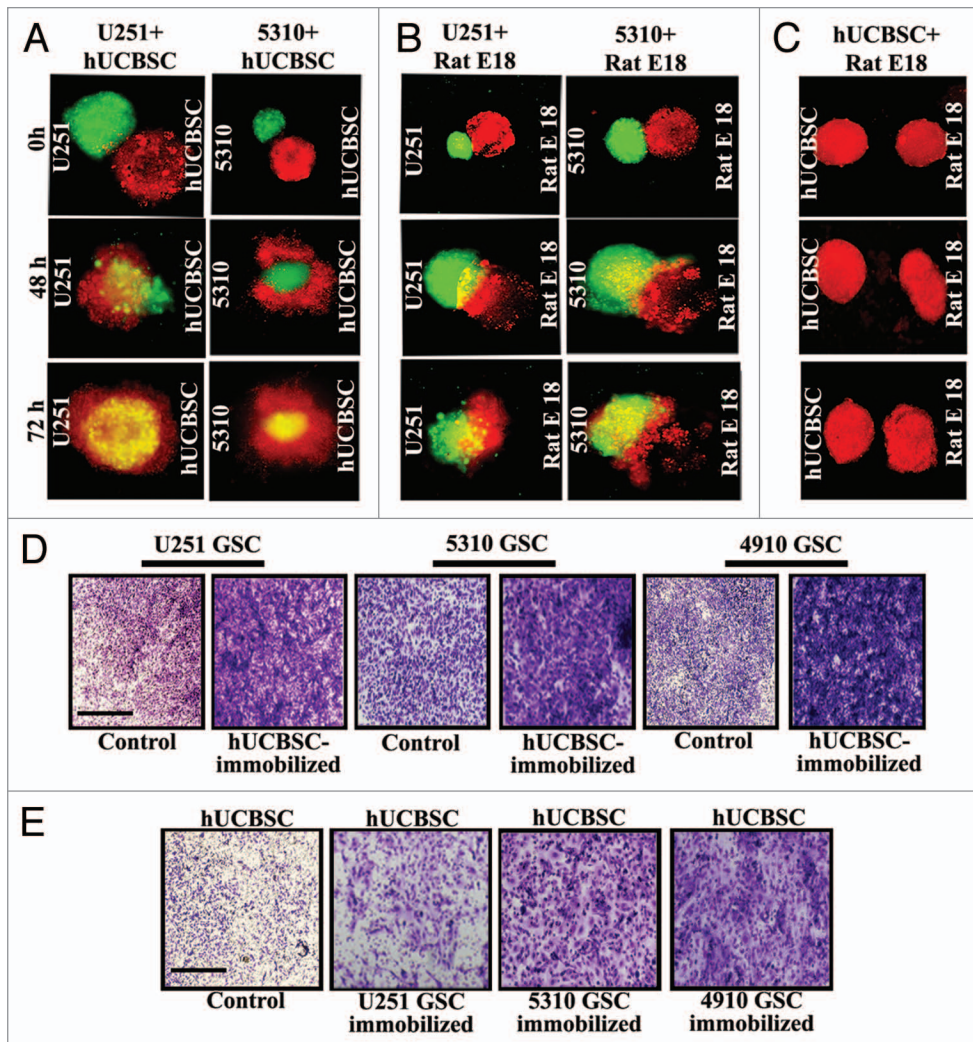 A
U251+
hUCBSC
5310+
hUCBSC
0h
U251
hUCBSC
5310
hUCBSC
48 h
U251
hUCBSC
5310
hUCBSC
72 h
U251
hUCBSC
5310
hUCBSC
B
U251+
Rat E18
5310+
Rat E18
U251
Rat E 18
5310
Rat E 18
U251
Rat E 18
5310
Rat E 18
U251
Rat E 18
5310
Rat E 18
C
hUCBSC+
Rat E18
hUCBSC
Rat E 18
hUCBSC
Rat E 18
hUCBSC
Rat E 18
D
U251 GSC
5310 GSC
4910 GSC
Control
hUCBSC-
immobilized
Control
hUCBSC-
immobilized
Control
hUCBSC-
immobilized
E
hUCBSC
hUCBSC
hUCBSC
hUCBSC
Control
U251 GSC
immobilized
5310 GSC
immobilized
4910 GSC
immobilized